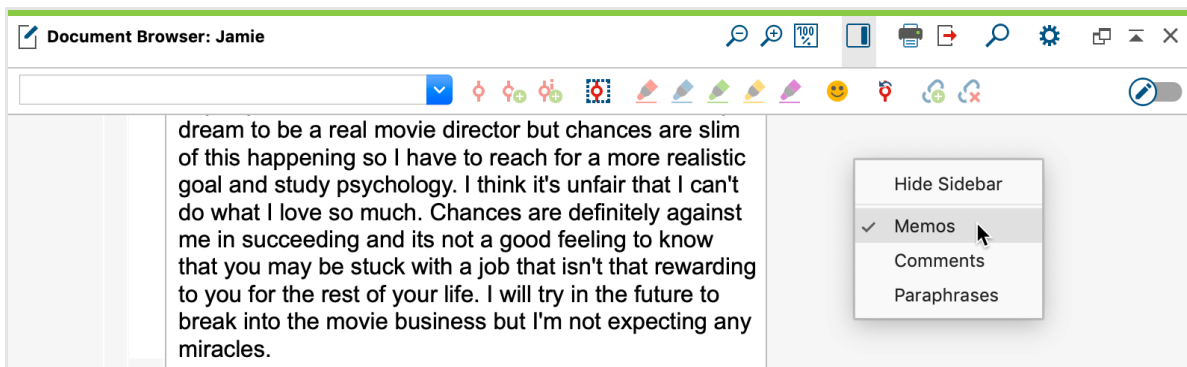 Document Browser: Jamie
100
%
dream to be a real movie director but chances are slim
of this happening so I have to reach for a more realistic
goal and study psychology. I think it's unfair that I can't
do what I love so much. Chances are definitely against
me in succeeding and its not a good feeling to know
that you may be stuck with a job that isn't that rewarding
to you for the rest of your life. I will try in the future to
break into the movie business but I'm not expecting any
miracles.
Hide Sidebar
Memos
Comments
Paraphrases